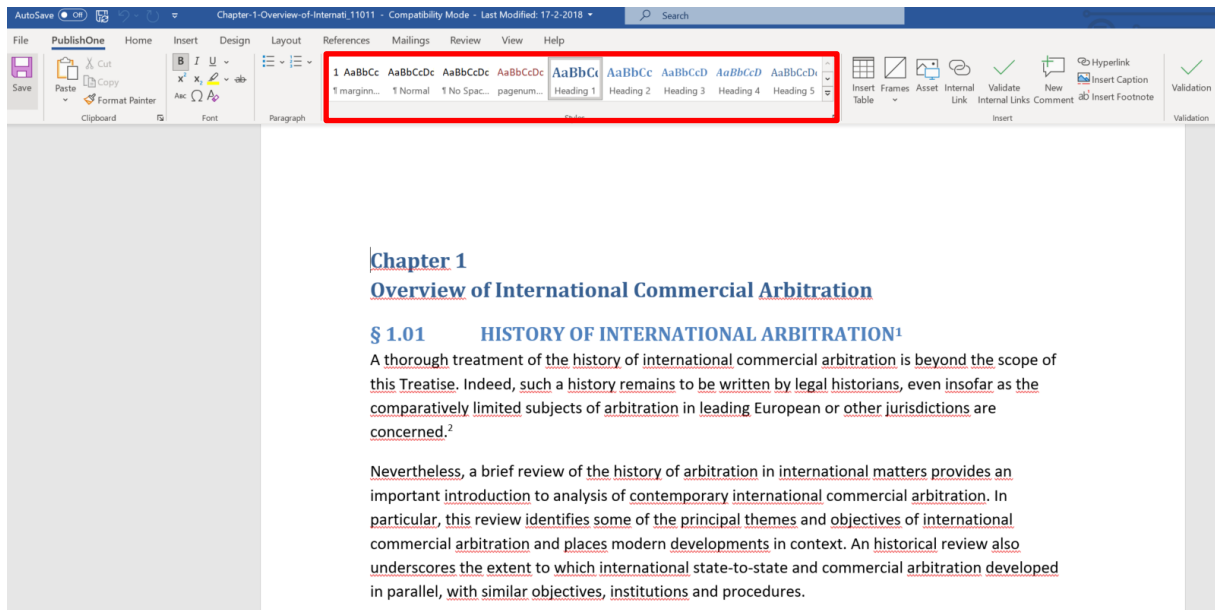 AutoSave Off Chapter-1-Overview-of-Internati_11011 - Compatibility Mode - Last Modified: 17-2-2018 Search
File PublishOne Home Insert Design Layout References Mailings Review View Help
Save
Paste
Cut
Copy
Format Painter
Clipboard
B I U
x² x₂ ab
Abc Ω
Font
Paragraph
1 AaBbCc AaBbCcDc AaBbCcDc AaBbCcDc AaBbCc AaBbCc AaBbCcD AaBbCcD AaBbCcDc
¶ marginn... ¶ Normal ¶ No Spac... pagenum... Heading 1 Heading 2 Heading 3 Heading 4 Heading 5
Styles
Insert Table
Frames
Asset
Internal Link
Validate Internal Links
New Comment
Hyperlink
Insert Caption
ab Insert Footnote
Insert
Validation
Validation
Chapter 1
Overview of International Commercial Arbitration
§ 1.01 HISTORY OF INTERNATIONAL ARBITRATION¹
A thorough treatment of the history of international commercial arbitration is beyond the scope of
this Treatise. Indeed, such a history remains to be written by legal historians, even insofar as the
comparatively limited subjects of arbitration in leading European or other jurisdictions are
concerned.²
Nevertheless, a brief review of the history of arbitration in international matters provides an
important introduction to analysis of contemporary international commercial arbitration. In
particular, this review identifies some of the principal themes and objectives of international
commercial arbitration and places modern developments in context. An historical review also
underscores the extent to which international state-to-state and commercial arbitration developed
in parallel, with similar objectives, institutions and procedures.